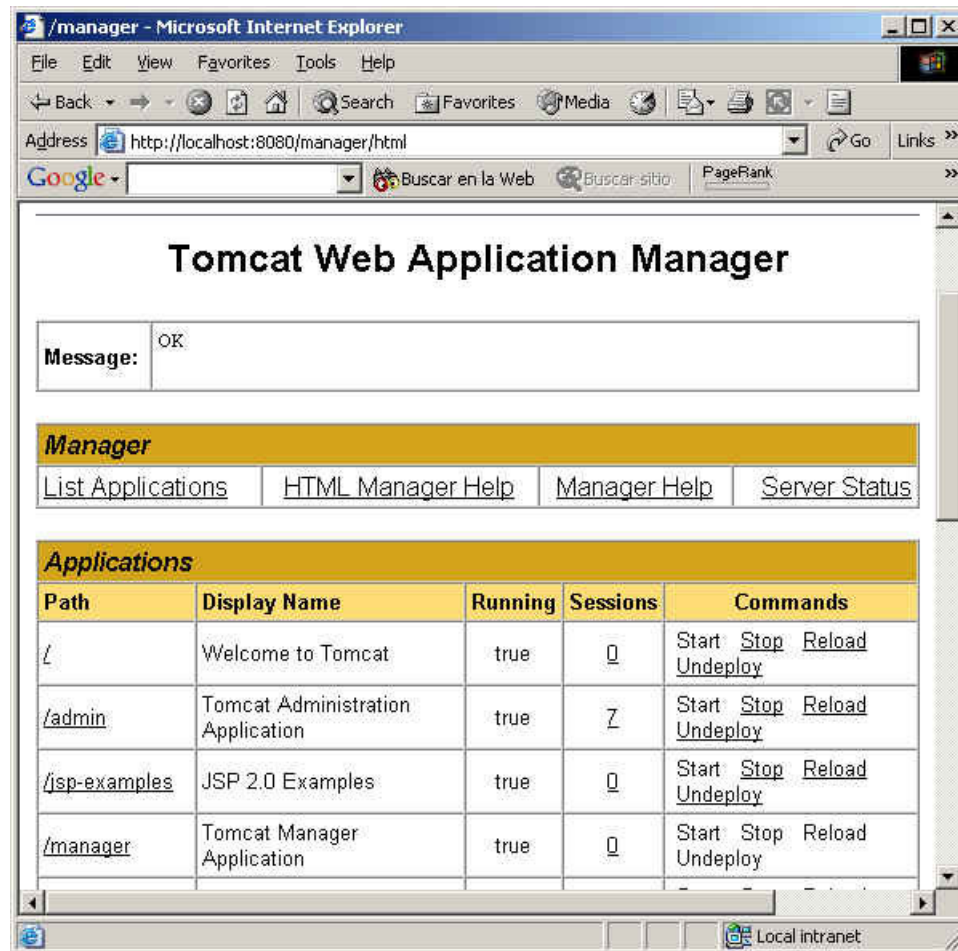 /manager - Microsoft Internet Explorer
File Edit View Favorites Tools Help
Back Search Favorites Media
Address http://localhost:8080/manager/html Go Links »
Google Buscar en la Web Buscar sitio PageRank »
Tomcat Web Application Manager
Message: OK
Manager
List Applications HTML Manager Help Manager Help Server Status
Applications
Path Display Name Running Sessions Commands
/ Welcome to Tomcat true 0 Start Stop Reload
Undeploy
/admin Tomcat Administration Application true 7 Start Stop Reload
Undeploy
/jsp-examples JSP 2.0 Examples true 0 Start Stop Reload
Undeploy
/manager Tomcat Manager Application true 0 Start Stop Reload
Undeploy
Local intranet